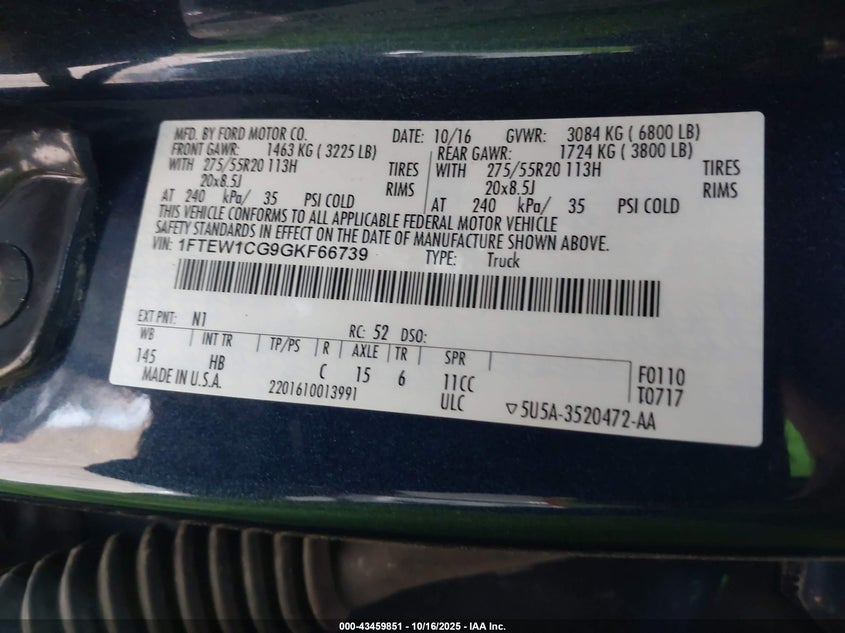 MFD. BY FORD MOTOR CO. DATE: 10/16 GVWR: 3084 KG ( 6800 LB)
FRONT GAWR: 1463 KG ( 3225 LB) REAR GAWR: 1724 KG ( 3800 LB)
WITH 275/55R20 113H TIRES WITH 275/55R20 113H TIRES
20x8.5J RIMS 20x8.5J RIMS
AT 240 kPa/ 35 PSI COLD AT 240 kPa/ 35 PSI COLD
THIS VEHICLE CONFORMS TO ALL APPLICABLE FEDERAL MOTOR VEHICLE
SAFETY STANDARDS IN EFFECT ON THE DATE OF MANUFACTURE SHOWN ABOVE.
VIN: 1FTEW1CG9GKF66739 TYPE: Truck
EXT PNT: N1 RC: 52 DSO:
WB INT TR TP/PS R AXLE TR SPR
145 HB C 15 6 11CC F0110
MADE IN U.S.A. 2201610013991 ULC T0717
▽5U5A-3520472-AA
000-43459851 - 10/16/2025 - IAA Inc.